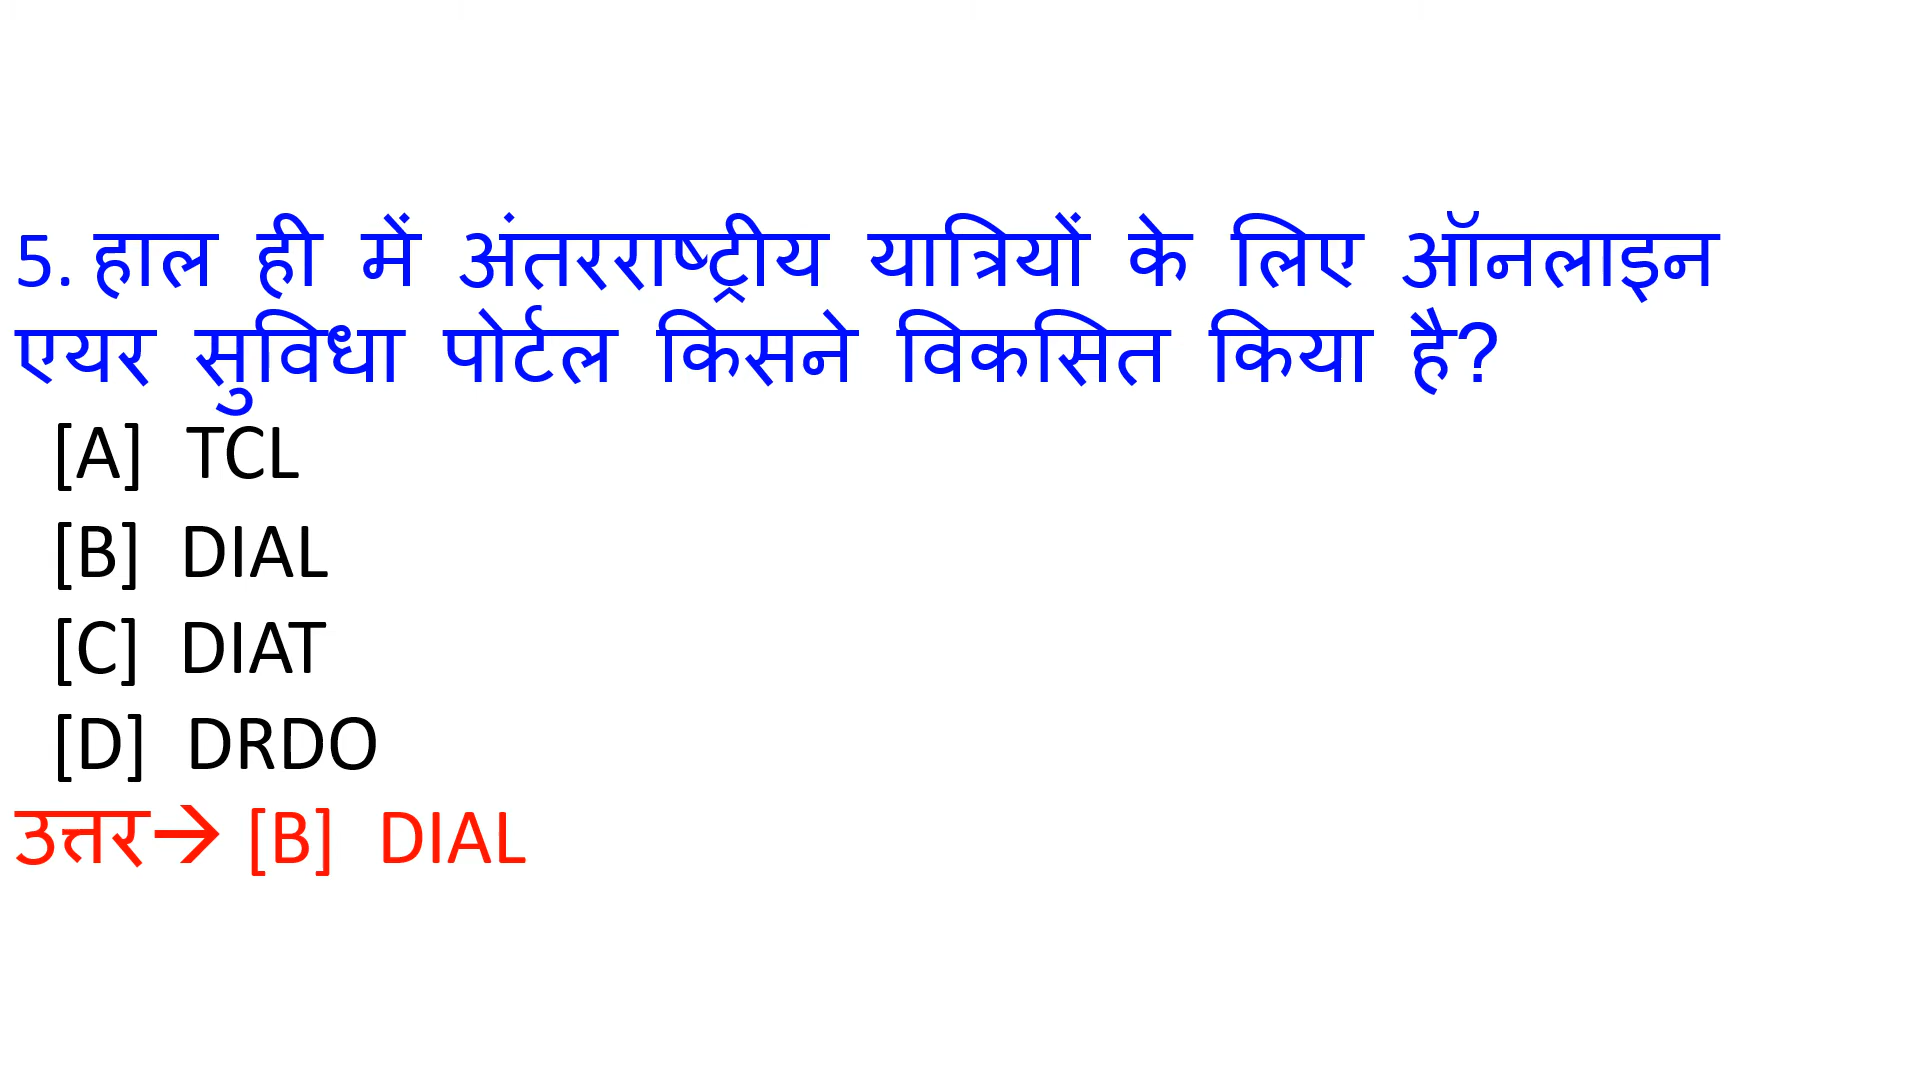 5. हाल ही में अंतरराष्ट्रीय यात्रियों के लिए ऑनलाइन
एयर सुविधा पोर्टल किसने विकसित किया है?
[A] TCL
[B] DIAL
[C] DIAT
[D] DRDO
उत्तर→ [B] DIAL